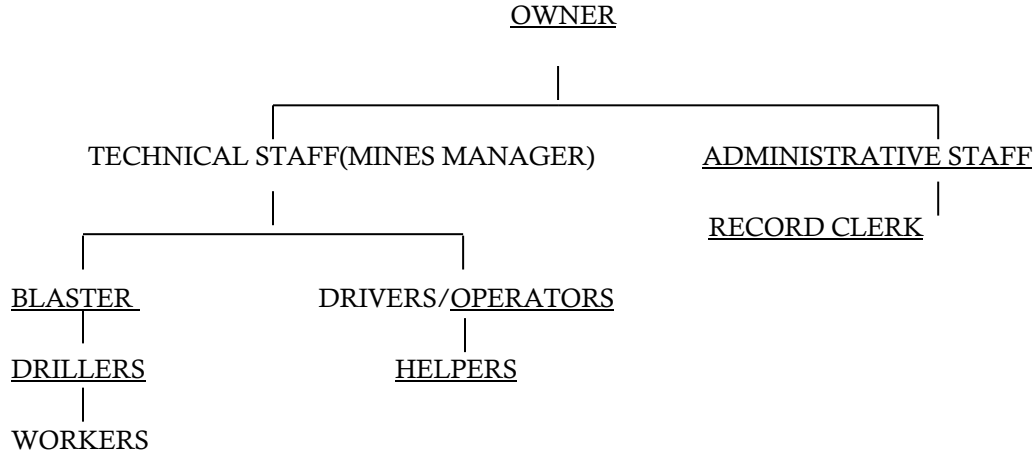 OWNER
TECHNICAL STAFF(MINES MANAGER) ADMINISTRATIVE STAFF
RECORD CLERK
BLASTER DRIVERS/OPERATORS
DRILLERS HELPERS
WORKERS